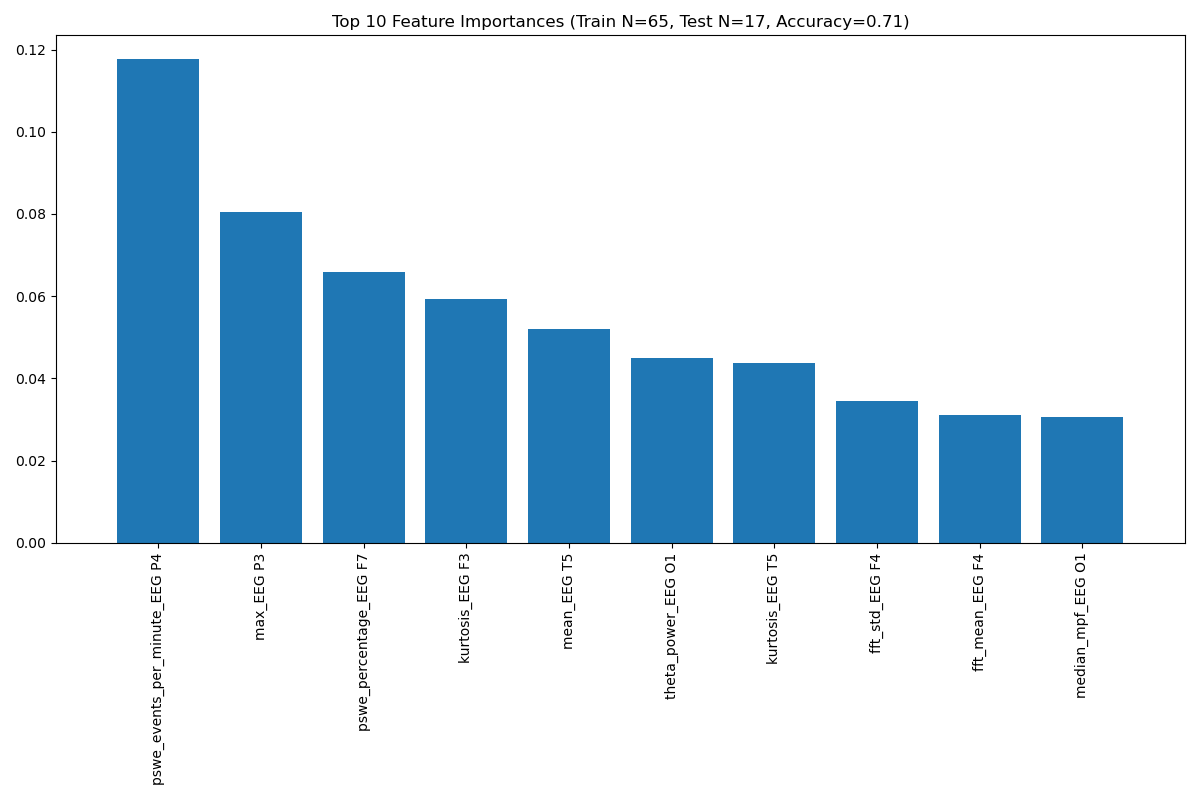 Top 10 Feature Importances (Train N=65, Test N=17, Accuracy=0.71)
0.12
0.10
0.08
0.06
0.04
0.02
0.00
pswe_events_per_minute_EEG P4
max_EEG P3
pswe_percentage_EEG F7
kurtosis_EEG F3
mean_EEG T5
theta_power_EEG O1
kurtosis_EEG T5
fft_std_EEG F4
fft_mean_EEG F4
median_mpf_EEG O1